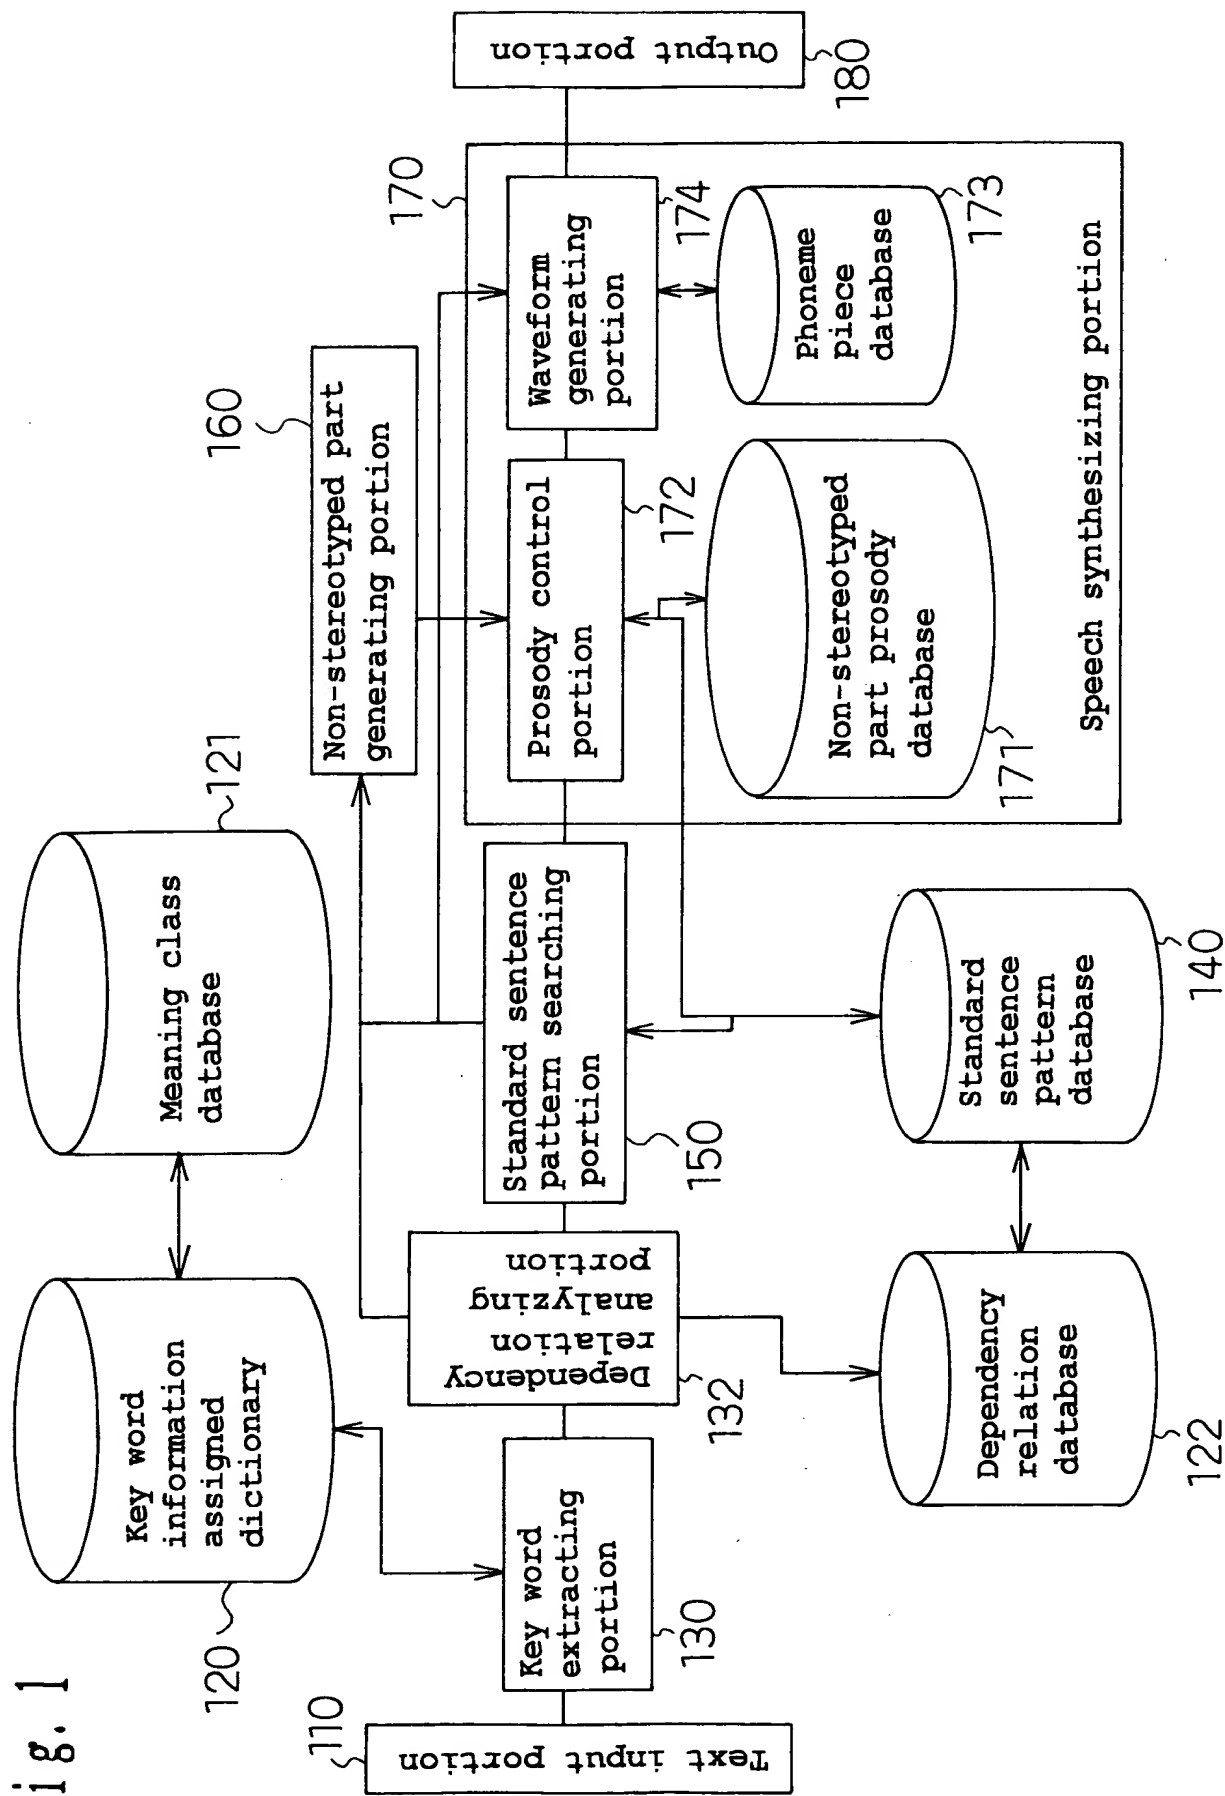 ig. 1
120
Key word
information
assigned
dictionary
Meaning class
database
121
160
Non-stereotyped part
generating portion
170
110
Text input portion
Key word
extracting
portion
130
Dependency
relation
analyzing
portion
132
Standard sentence
pattern searching
portion
150
Prosody control
portion
172
Waveform
generating
portion
174
Output portion
180
Non-stereotyped
part prosody
database
171
Phoneme
piece
database
173
Speech synthesizing portion
Dependency
relation
database
122
Standard
sentence
pattern
database
140